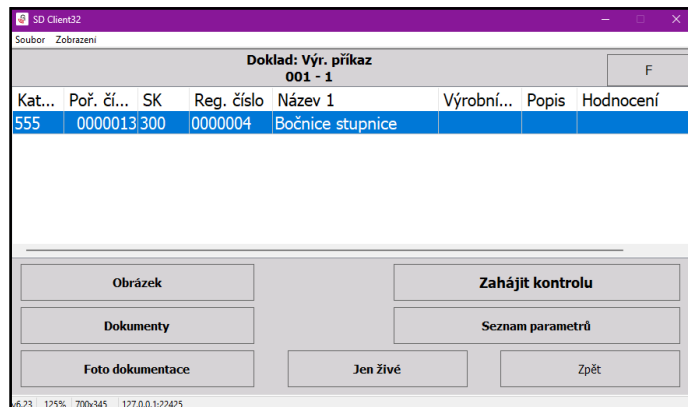 SD Client32
Soubor Zobrazení
Doklad: Výr. příkaz
001 - 1
F
Kat... Poř. čí... SK Reg. číslo Název 1 Výrobní... Popis Hodnocení
555 0000013 300 0000004 Bočnice stupnice
Obrázek Zahájit kontrolu
Dokumenty Seznam parametrů
Foto dokumentace Jen živé Zpět
v6.23 125% 700x345 127.0.0.1:22425